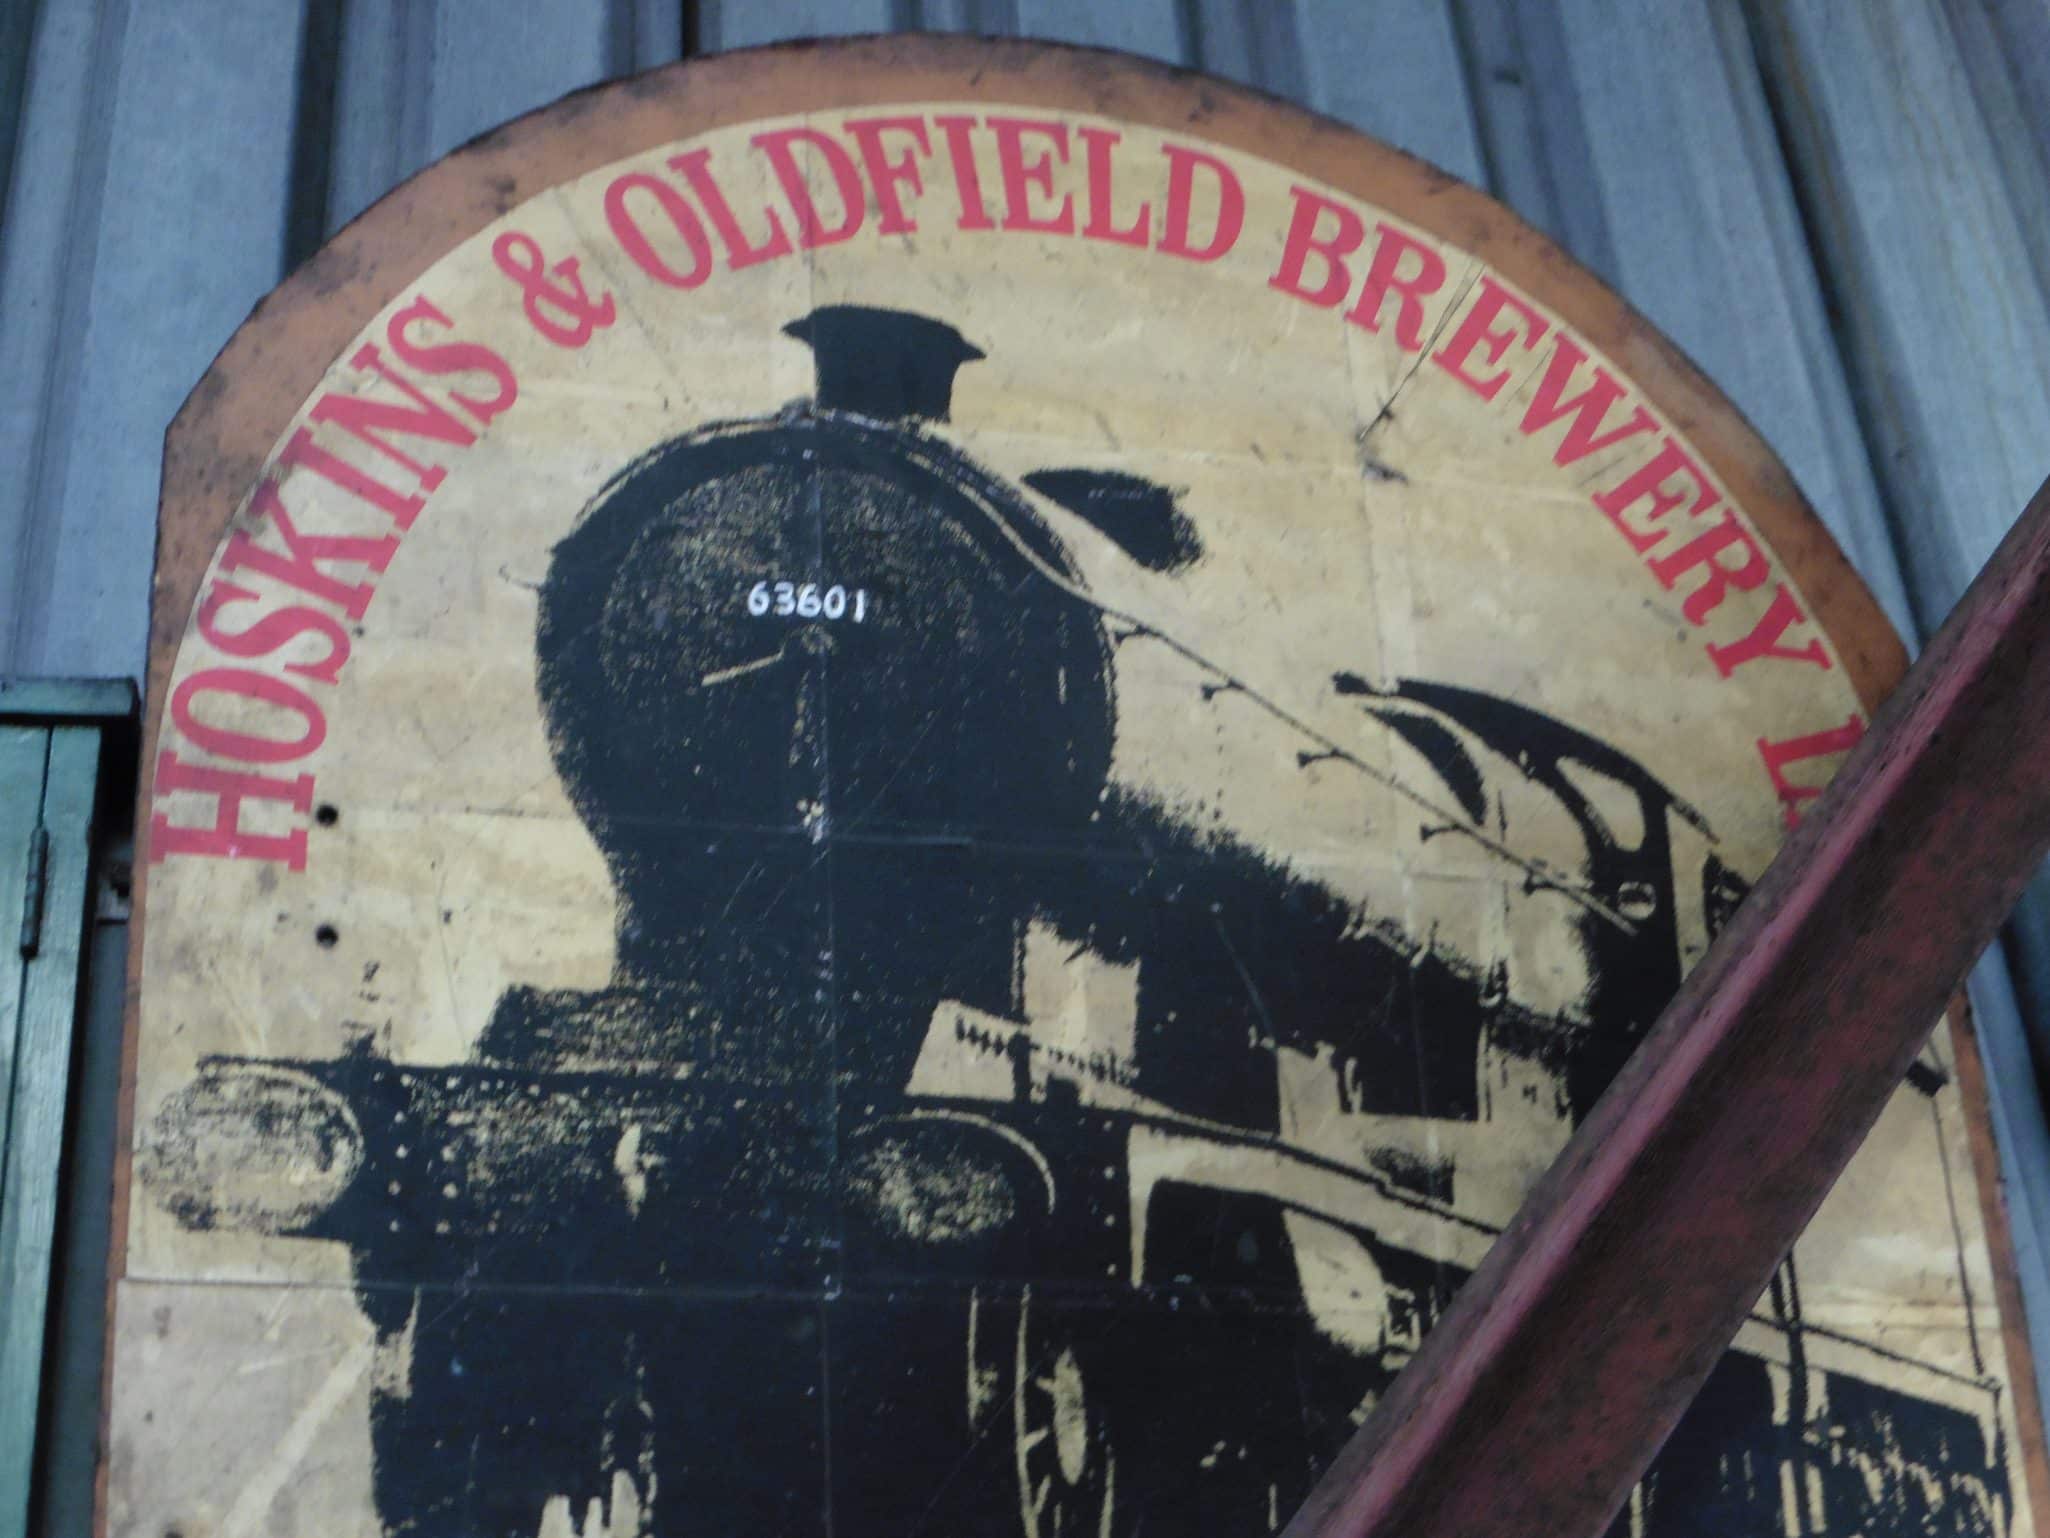 HOSKINS & OLDFIELD BREWERY
63601